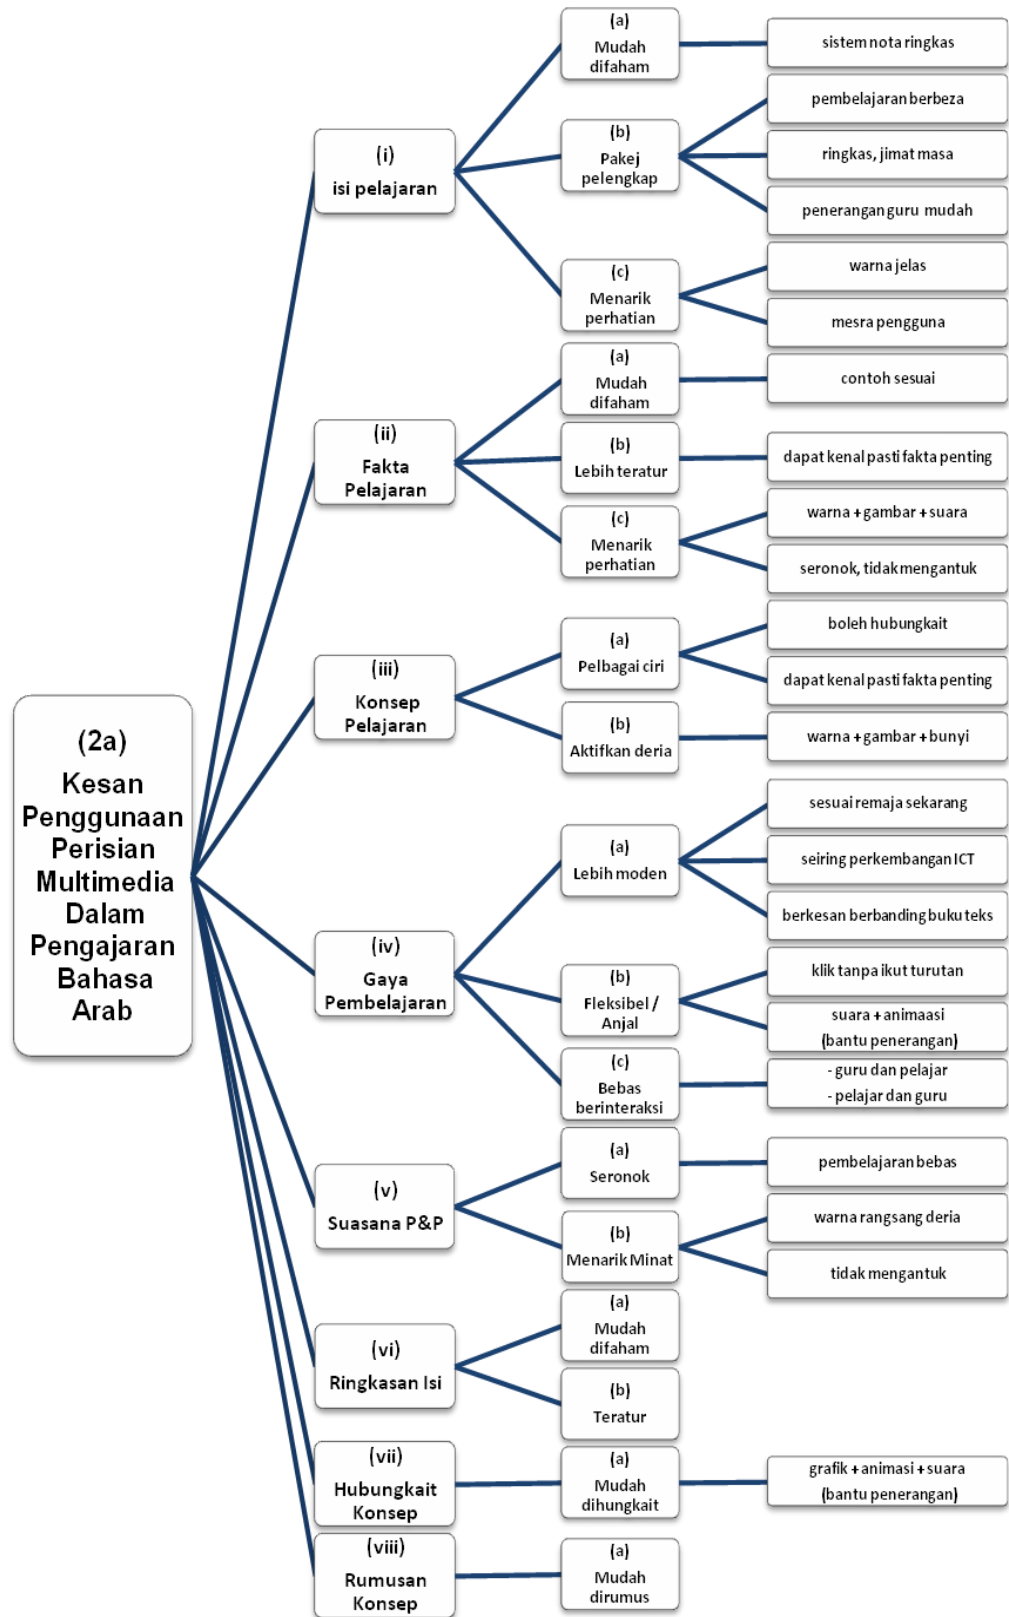 (2a)
Kesan
Penggunaan
Perisian
Multimedia
Dalam
Pengajaran
Bahasa
Arab
(i)
isi pelajaran
(a)
Mudah
difaham
sistem nota ringkas
(b)
Pakej
pelengkap
pembelajaran berbeza
ringkas, jimat masa
penerangan guru mudah
(c)
Menarik
perhatian
warna jelas
mesra pengguna
(ii)
Fakta
Pelajaran
(a)
Mudah
difaham
contoh sesuai
(b)
Lebih teratur
dapat kenal pasti fakta penting
(c)
Menarik
perhatian
warna + gambar + suara
seronok, tidak mengantuk
(iii)
Konsep
Pelajaran
(a)
Pelbagai ciri
boleh hubungkait
dapat kenal pasti fakta penting
(b)
Aktifkan deria
warna + gambar + bunyi
(iv)
Gaya
Pembelajaran
(a)
Lebih moden
sesuai remaja sekarang
seiring perkembangan ICT
berkesan berbanding buku teks
(b)
Fleksibel /
Anjal
klik tanpa ikut turutan
suara + animaasi
(bantu penerangan)
(c)
Bebas
berinteraksi
- guru dan pelajar
- pelajar dan guru
(v)
Suasana P&P
(a)
Seronok
pembelajaran bebas
(b)
Menarik Minat
warna rangsang deria
tidak mengantuk
(vi)
Ringkasan Isi
(a)
Mudah
difaham
(b)
Teratur
(vii)
Hubungkait
Konsep
(a)
Mudah
dihungkait
grafik + animasi + suara
(bantu penerangan)
(viii)
Rumusan
Konsep
(a)
Mudah
dirumus